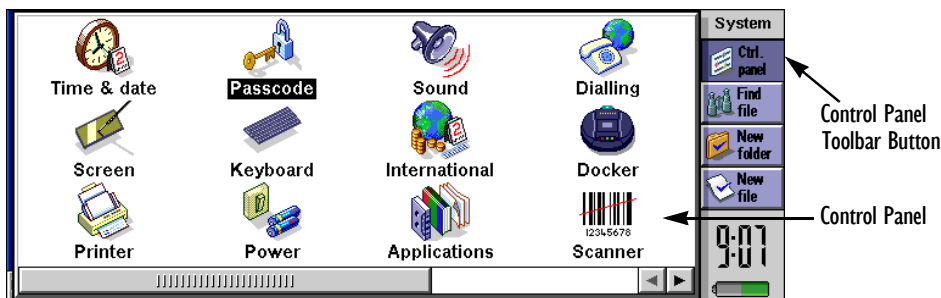 Time & date
Passcode
Sound
Dialling
Screen
Keyboard
International
Docker
Printer
Power
Applications
12345678
Scanner
System
Ctrl.
panel
Find
file
New
folder
New
file
9:07
Control Panel
Toolbar Button
Control Panel